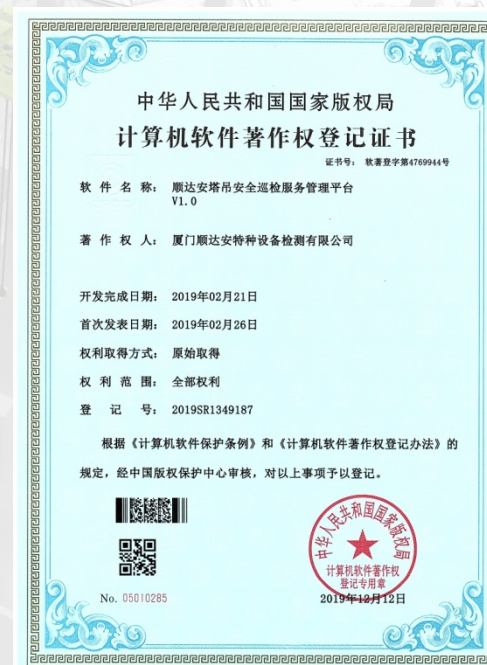 中华人民共和国国家版权局
计算机软件著作权登记证书
证书号： 软著登字第4769944号
软件名称： 顺达安塔吊安全巡检服务管理平台
V1.0
著作权人： 厦门顺达安特种设备检测有限公司
开发完成日期： 2019年02月21日
首次发表日期： 2019年02月26日
权利取得方式： 原始取得
权利范围： 全部权利
登记号： 2019SR1349187
根据《计算机软件保护条例》和《计算机软件著作权登记办法》的
规定，经中国版权保护中心审核，对以上事项予以登记。
中华人民共和国国家版权局
计算机软件著作权
登记专用章
No. 05010285
2019年12月12日